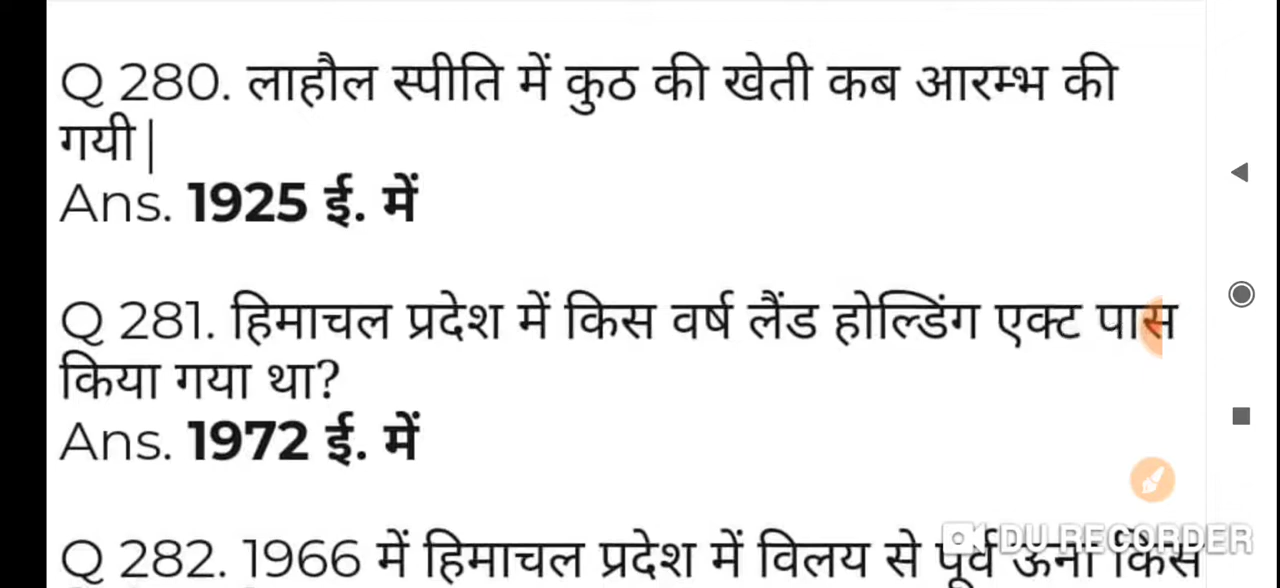 Q 280. लाहौल स्पीति में कुठ की खेती कब आरम्भ की
गयी|
Ans. 1925 ई. में
Q 281. हिमाचल प्रदेश में किस वर्ष लैंड होल्डिंग एक्ट पास
किया गया था?
Ans. 1972 ई. में
Q 282. 1966 में हिमाचल प्रदेश में विलय से पूर्व ऊना किस
DU RECORDER